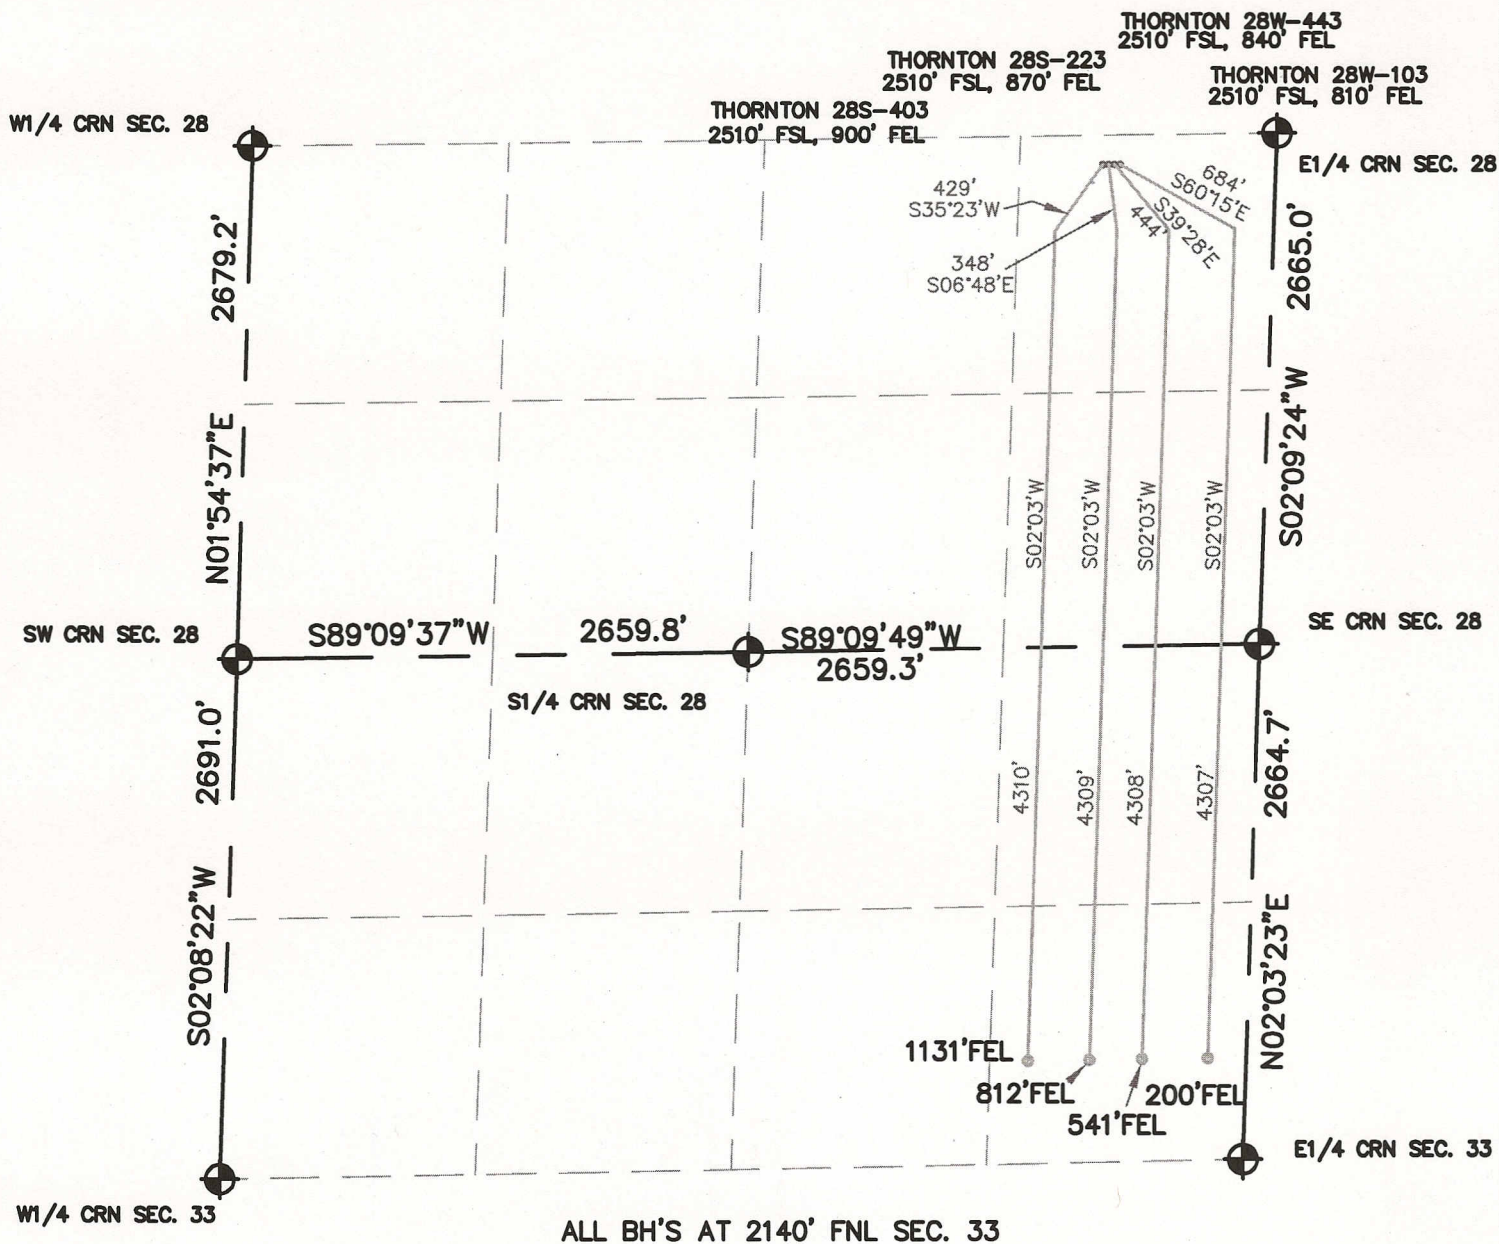 THORNTON 28W-443
2510' FSL, 840' FEL
THORNTON 28S-223
2510' FSL, 870' FEL
THORNTON 28W-103
2510' FSL, 810' FEL
THORNTON 28S-403
2510' FSL, 900' FEL
W1/4 CRN SEC. 28
E1/4 CRN SEC. 28
429'
S35°23'W
684'
S60°15'E
S39°28'E
444'
348'
S06°48'E
2679.2'
2665.0'
N01°54'37"E
S02°09'24"W
S02°03'W
S02°03'W
S02°03'W
S02°03'W
SW CRN SEC. 28
S89°09'37"W
2659.8'
S89°09'49"W
2659.3'
SE CRN SEC. 28
S1/4 CRN SEC. 28
2691.0'
2664.7'
4310'
4309'
4308'
4307'
S02°08'22"W
N02°03'23"E
1131'FEL
812'FEL
541'FEL
200'FEL
E1/4 CRN SEC. 33
W1/4 CRN SEC. 33
ALL BH'S AT 2140' FNL SEC. 33